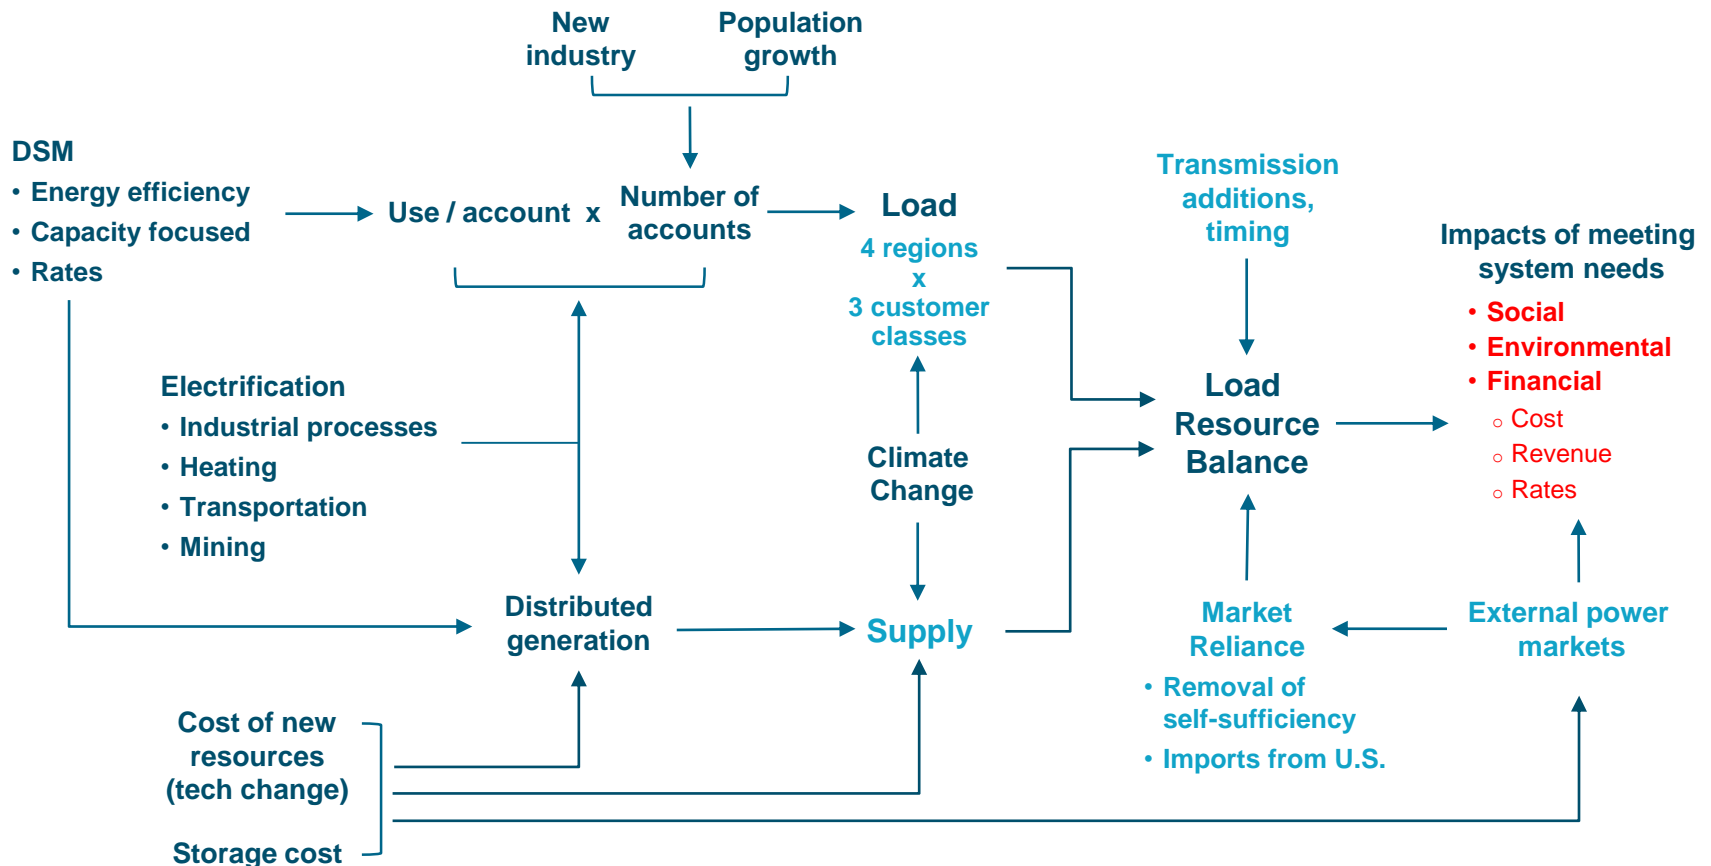 New
industry
Population
growth
DSM
• Energy efficiency
• Capacity focused
• Rates
Use / account x
Number of
accounts
Load
4 regions
x
3 customer
classes
Transmission
additions,
timing
Impacts of meeting
system needs
• Social
• Environmental
• Financial
○ Cost
○ Revenue
○ Rates
Electrification
• Industrial processes
• Heating
• Transportation
• Mining
Climate
Change
Load
Resource
Balance
Distributed
generation
Supply
Market
Reliance
• Removal of
self-sufficiency
• Imports from U.S.
External power
markets
Cost of new
resources
(tech change)
Storage cost